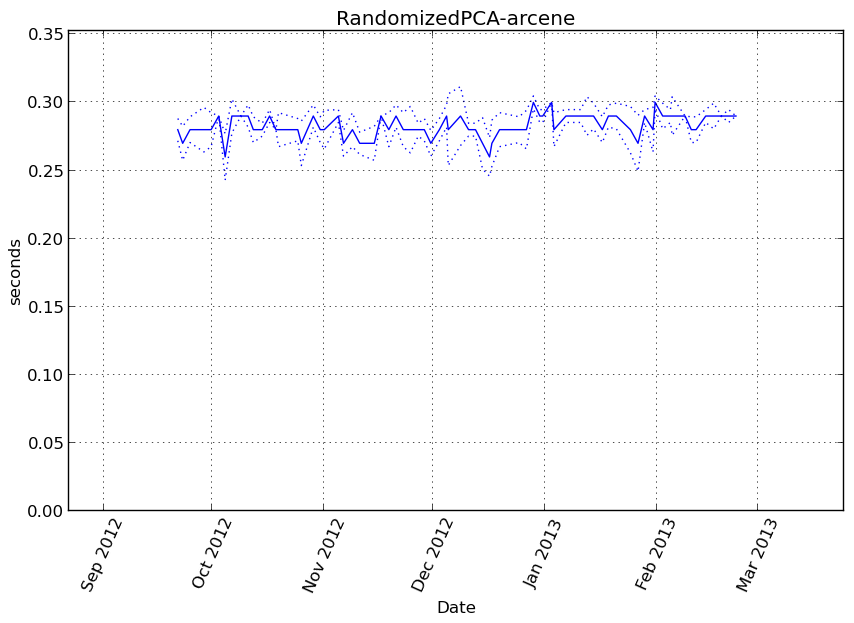 RandomizedPCA-arcene
0.35
0.30
0.25
0.20
0.15
0.10
0.05
0.00
seconds
Sep 2012
Oct 2012
Nov 2012
Dec 2012
Jan 2013
Feb 2013
Mar 2013
Date